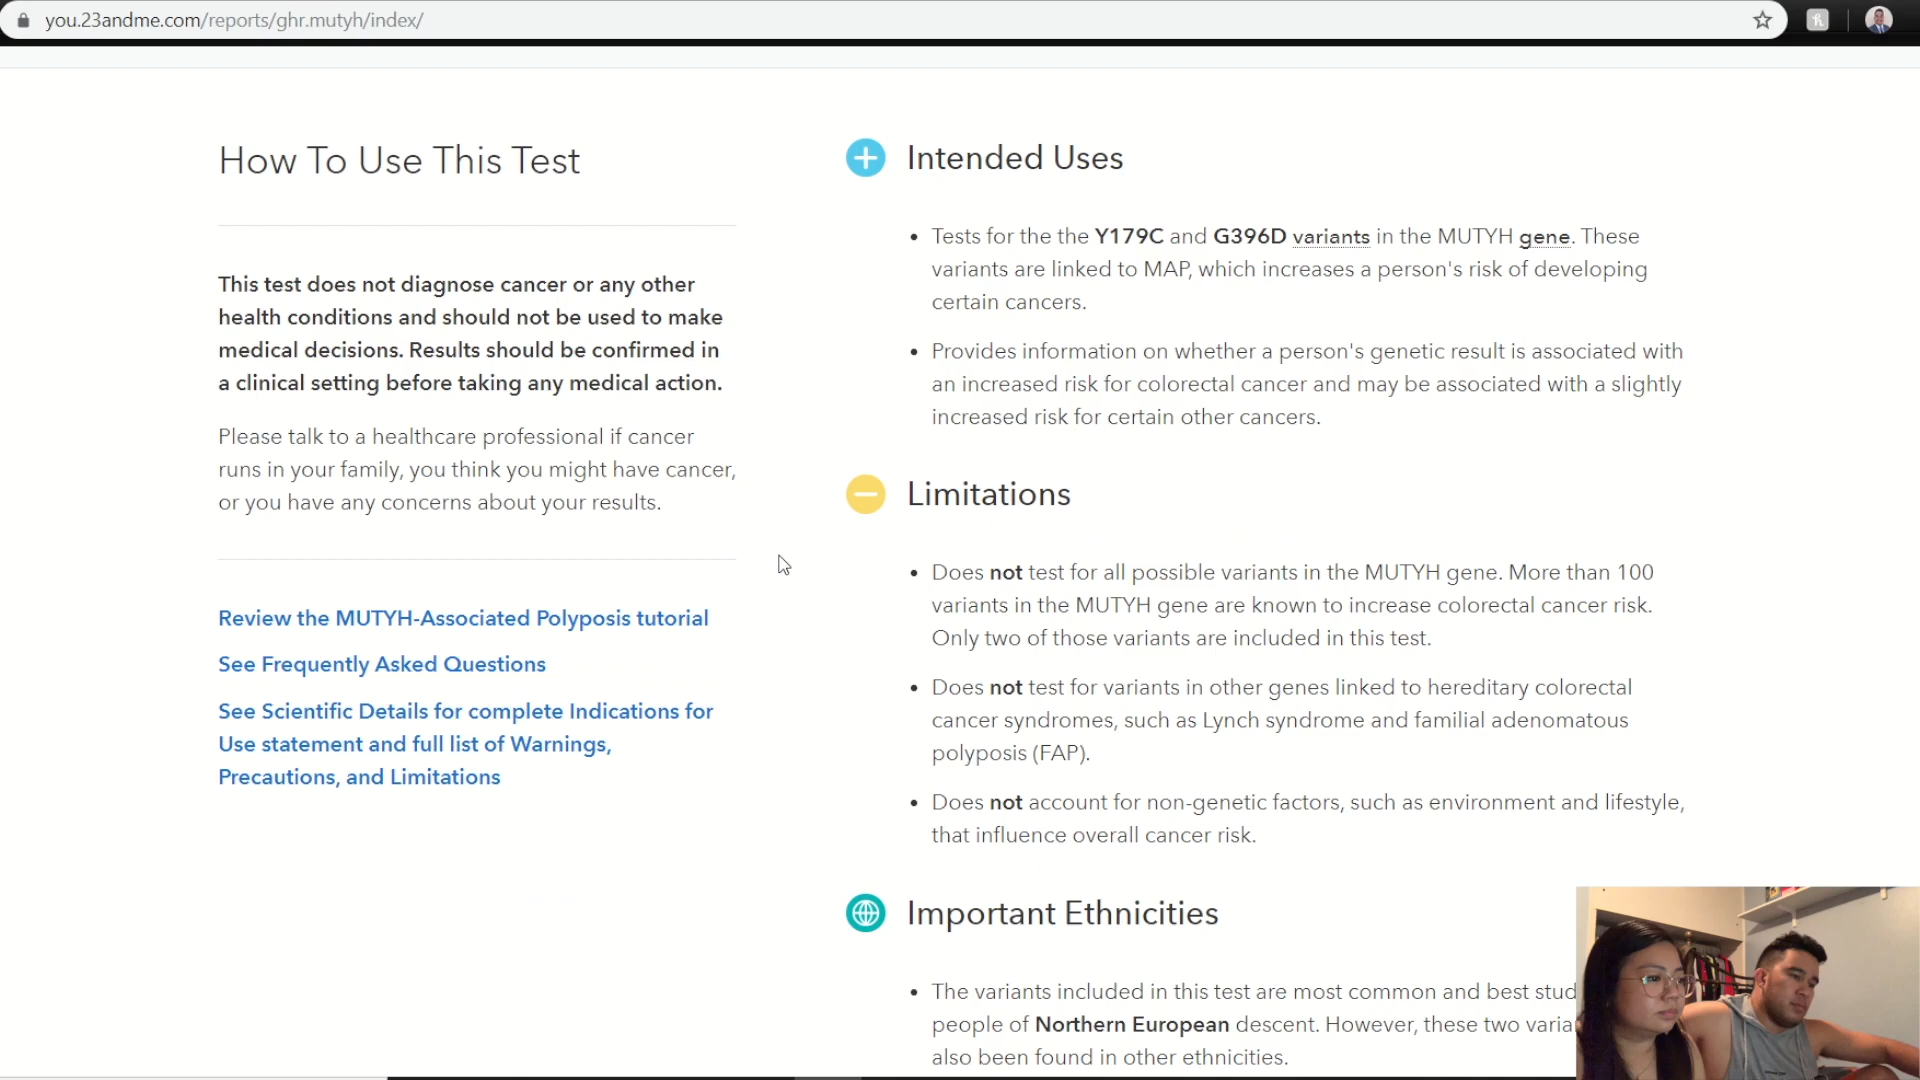 you.23andme.com/reports/ghr.mutyh/index/
How To Use This Test
This test does not diagnose cancer or any other
health conditions and should not be used to make
medical decisions. Results should be confirmed in
a clinical setting before taking any medical action.
Please talk to a healthcare professional if cancer
runs in your family, you think you might have cancer,
or you have any concerns about your results.
Review the MUTYH-Associated Polyposis tutorial
See Frequently Asked Questions
See Scientific Details for complete Indications for
Use statement and full list of Warnings,
Precautions, and Limitations
Intended Uses
• Tests for the the Y179C and G396D variants in the MUTYH gene. These
variants are linked to MAP, which increases a person's risk of developing
certain cancers.
• Provides information on whether a person's genetic result is associated with
an increased risk for colorectal cancer and may be associated with a slightly
increased risk for certain other cancers.
Limitations
• Does not test for all possible variants in the MUTYH gene. More than 100
variants in the MUTYH gene are known to increase colorectal cancer risk.
Only two of those variants are included in this test.
• Does not test for variants in other genes linked to hereditary colorectal
cancer syndromes, such as Lynch syndrome and familial adenomatous
polyposis (FAP).
• Does not account for non-genetic factors, such as environment and lifestyle,
that influence overall cancer risk.
Important Ethnicities
• The variants included in this test are most common and best stud
people of Northern European descent. However, these two varia
also been found in other ethnicities.